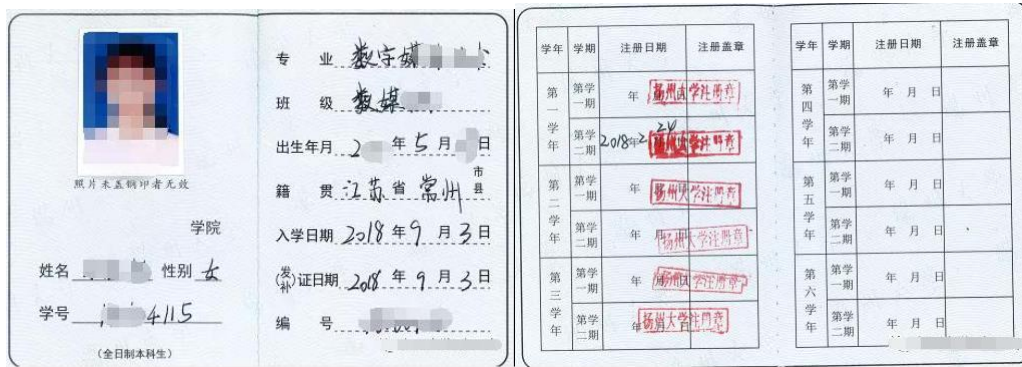 照片未盖钢印者无效
学院
姓名 性别 女
学号 4115
(全日制本科生)
专业 数字媒
班级 数媒
出生年月 2 年 5 月 日
籍贯 江苏省 常州 市县
入学日期 2018 年 9 月 3 日
发(补)证日期 2018 年 9 月 3 日
编号
学年 学期 注册日期 注册盖章
第一学年 第学一期 年 扬州大学注册章
第学二期 2018年2 24
第二学年 第学一期 年 扬州大学注册章
第学二期 年 月 扬州大学注册章
第三学年 第学一期 年 扬州大学注册章
第学二期 年 扬州大学注册章
学年 学期 注册日期 注册盖章
第四学年 第学一期 年 月 日
第学二期 年 月 日
第五学年 第学一期 年 月 日
第学二期 年 月 日
第六学年 第学一期 年 月 日
第学二期 年 月 日